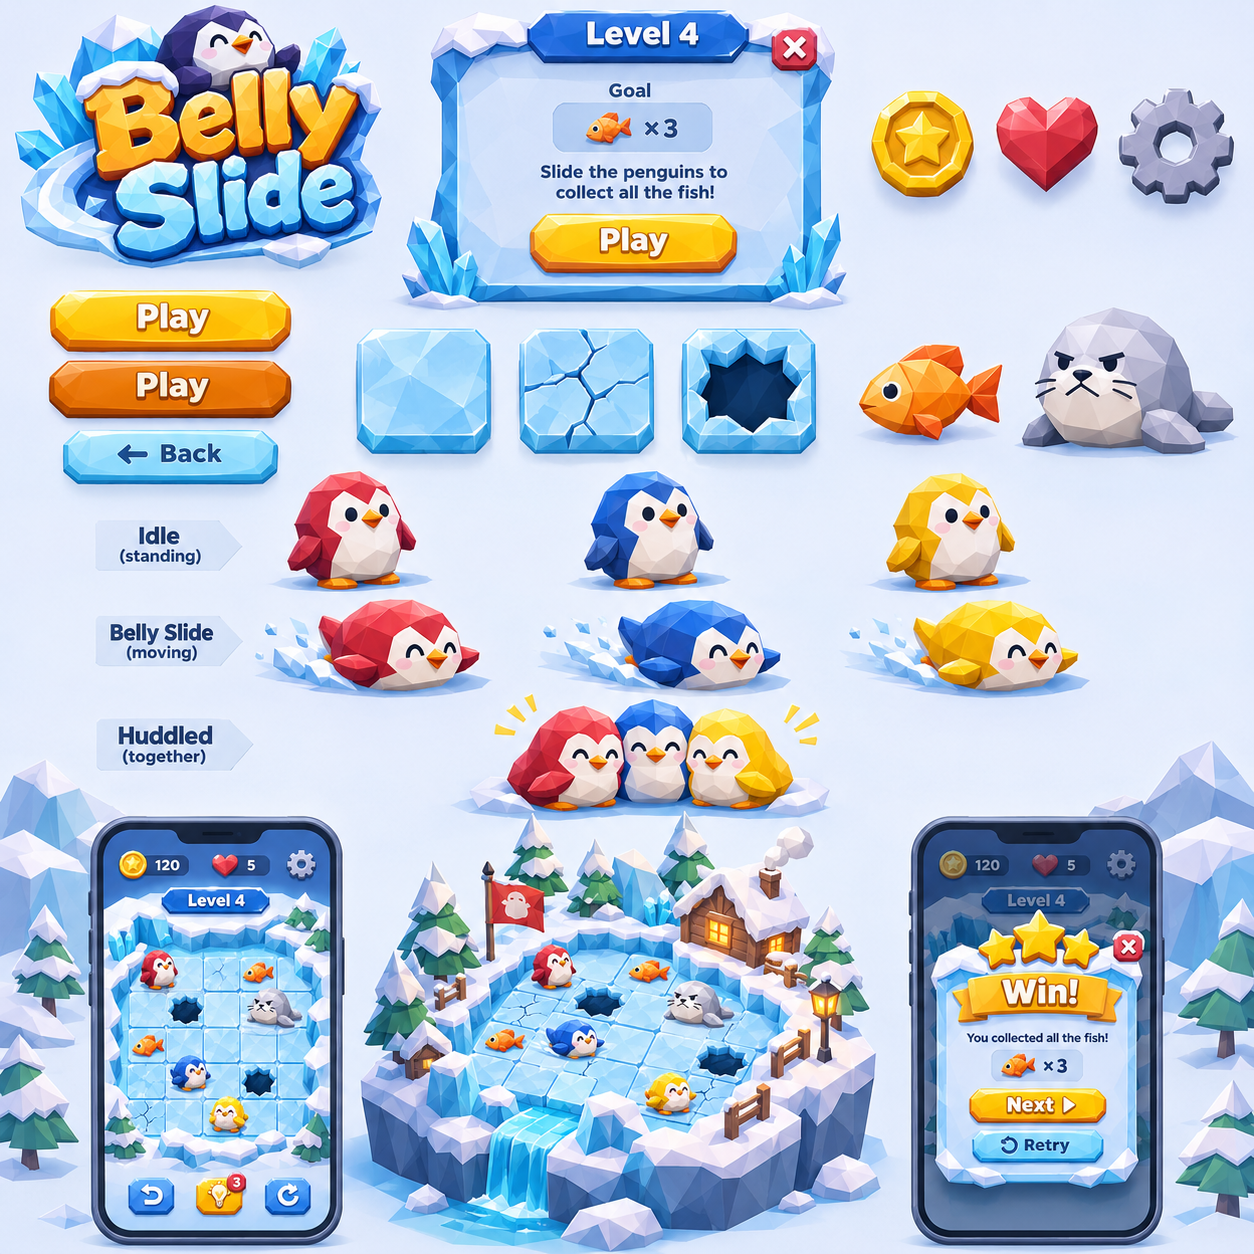 Belly
Slide
Level 4
Goal
×3
Slide the penguins to
collect all the fish!
Play
Play
Play
← Back
Idle
(standing)
Belly Slide
(moving)
Huddled
(together)
120
5
Level 4
3
120
5
Level 4
Win!
You collected all the fish!
×3
Next
Retry